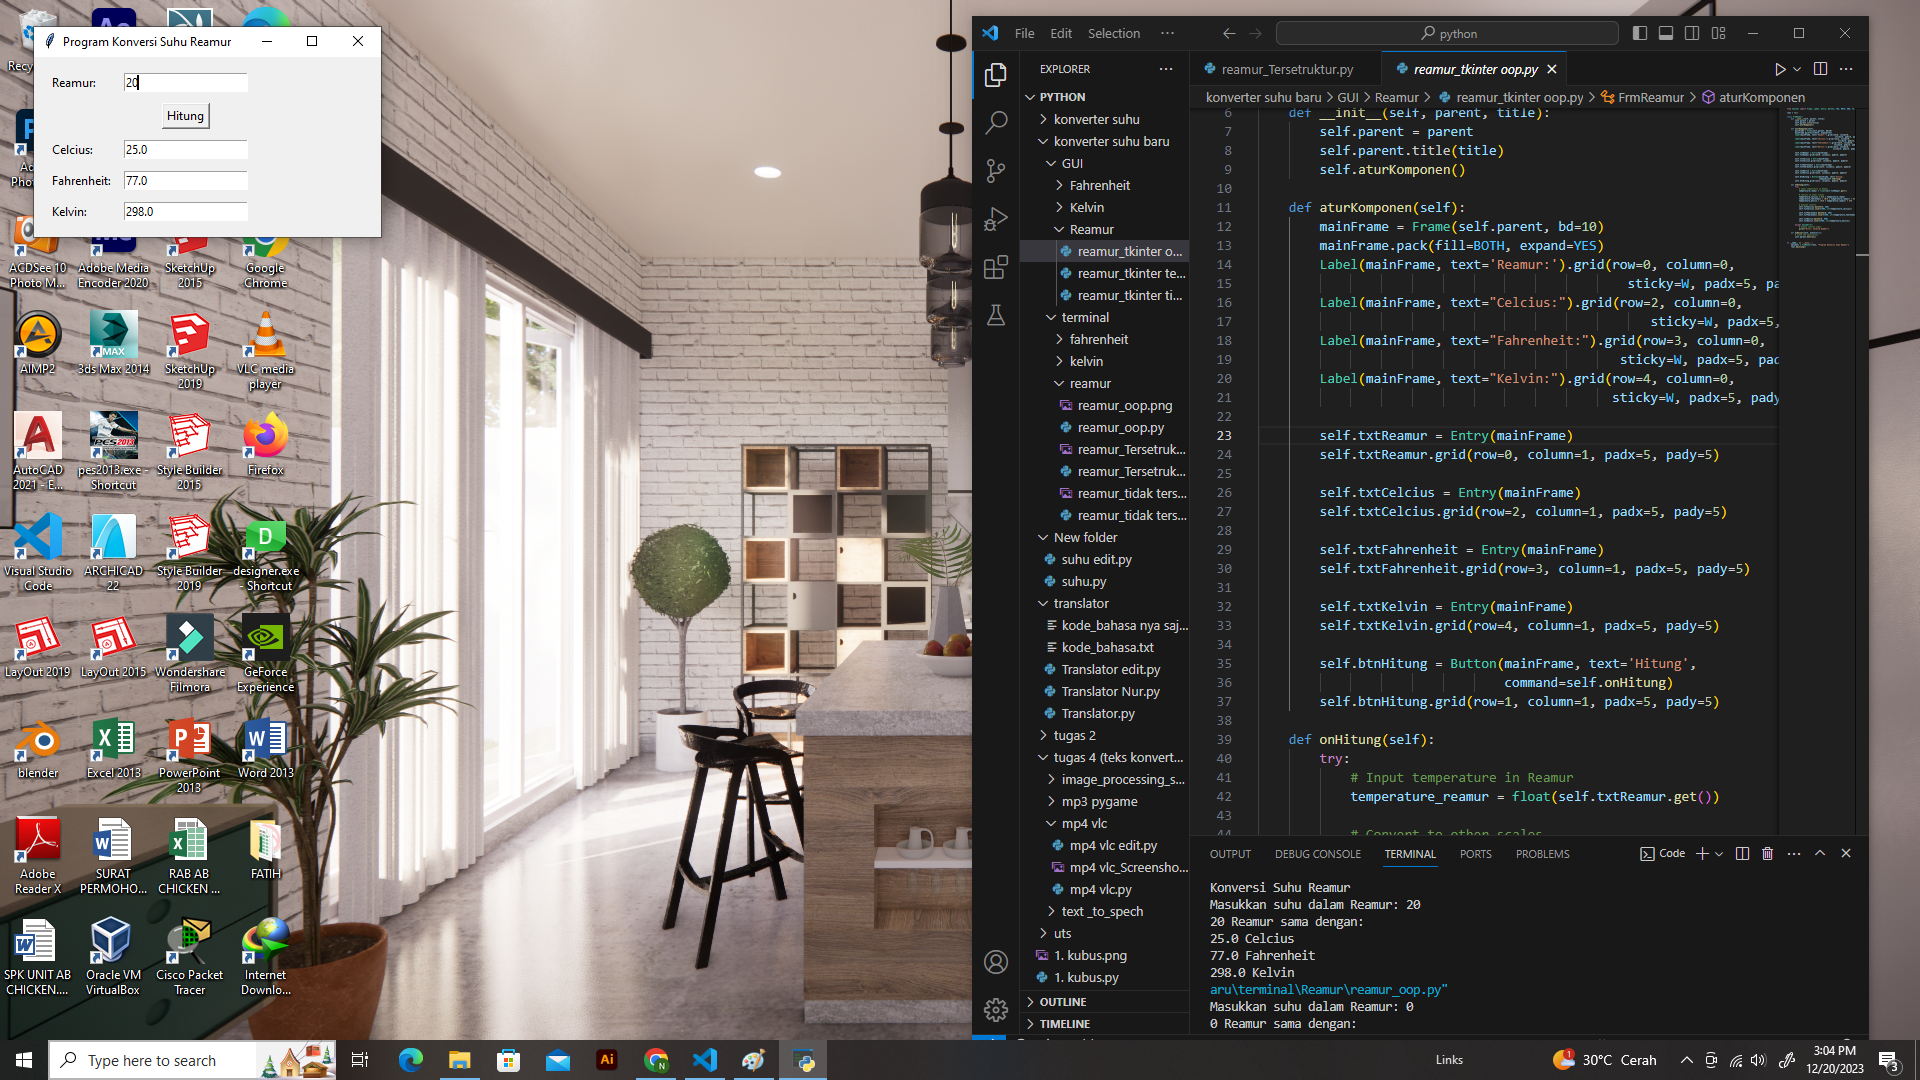 Program Konversi Suhu Reamur
Reamur:
20
Hitung
Celcius:
25.0
Fahrenheit:
77.0
Kelvin:
298.0
ACDSee 10 Photo M...
Adobe Media Encoder 2020
SketchUp 2015
Google Chrome
AIMP2
3ds Max 2014
SketchUp 2019
VLC media player
AutoCAD 2021 - E...
pes2013.exe - Shortcut
Style Builder 2015
Firefox
Visual Studio Code
ARCHICAD 22
Style Builder 2019
designer.exe - Shortcut
LayOut 2019
LayOut 2015
Wondershare Filmora
GeForce Experience
blender
Excel 2013
PowerPoint 2013
Word 2013
Adobe Reader X
SURAT PERMOHO...
RAB AB CHICKEN ...
FATIH
SPK UNIT AB CHICKEN....
Oracle VM VirtualBox
Cisco Packet Tracer
Internet Downlo...
File Edit Selection ...
python
EXPLORER
PYTHON
konverter suhu
konverter suhu baru
GUI
Fahrenheit
Kelvin
Reamur
reamur_tkinter o...
reamur_tkinter te...
reamur_tkinter ti...
terminal
fahrenheit
kelvin
reamur
reamur_oop.png
reamur_oop.py
reamur_Tersetruk...
reamur_Tersetruk...
reamur_tidak ters...
reamur_tidak ters...
New folder
suhu edit.py
suhu.py
translator
kode_bahasa nya saj...
kode_bahasa.txt
Translator edit.py
Translator Nur.py
Translator.py
tugas 2
tugas 4 (teks konvert...
image_processing_s...
mp3 pygame
mp4 vlc
mp4 vlc edit.py
mp4 vlc_Screensho...
mp4 vlc.py
text _to_spech
uts
1. kubus.png
1. kubus.py
OUTLINE
TIMELINE
reamur_Tersetruktur.py
reamur_tkinter oop.py
konverter suhu baru > GUI > Reamur > reamur_tkinter oop.py > FrmReamur > aturKomponen
6 def __init__(self, parent, title):
7 self.parent = parent
8 self.parent.title(title)
9 self.aturKomponen()
10
11 def aturKomponen(self):
12 mainFrame = Frame(self.parent, bd=10)
13 mainFrame.pack(fill=BOTH, expand=YES)
14 Label(mainFrame, text='Reamur:').grid(row=0, column=0,
15 sticky=W, padx=5, pa
16 Label(mainFrame, text="Celcius:").grid(row=2, column=0,
17 sticky=W, padx=5,
18 Label(mainFrame, text="Fahrenheit:").grid(row=3, column=0,
19 sticky=W, padx=5, pad
20 Label(mainFrame, text="Kelvin:").grid(row=4, column=0,
21 sticky=W, padx=5, pady
22
23 self.txtReamur = Entry(mainFrame)
24 self.txtReamur.grid(row=0, column=1, padx=5, pady=5)
25
26 self.txtCelcius = Entry(mainFrame)
27 self.txtCelcius.grid(row=2, column=1, padx=5, pady=5)
28
29 self.txtFahrenheit = Entry(mainFrame)
30 self.txtFahrenheit.grid(row=3, column=1, padx=5, pady=5)
31
32 self.txtKelvin = Entry(mainFrame)
33 self.txtKelvin.grid(row=4, column=1, padx=5, pady=5)
34
35 self.btnHitung = Button(mainFrame, text='Hitung',
36 command=self.onHitung)
37 self.btnHitung.grid(row=1, column=1, padx=5, pady=5)
38
39 def onHitung(self):
40 try:
41 # Input temperature in Reamur
42 temperature_reamur = float(self.txtReamur.get())
43
44 # Convert to other scales
OUTPUT DEBUG CONSOLE TERMINAL PORTS PROBLEMS
Code
Konversi Suhu Reamur
Masukkan suhu dalam Reamur: 20
20 Reamur sama dengan:
25.0 Celcius
77.0 Fahrenheit
298.0 Kelvin
aru\terminal\Reamur\reamur_oop.py"
Masukkan suhu dalam Reamur: 0
0 Reamur sama dengan:
Type here to search
Links
30°C Cerah
3:04 PM
12/20/2023
3